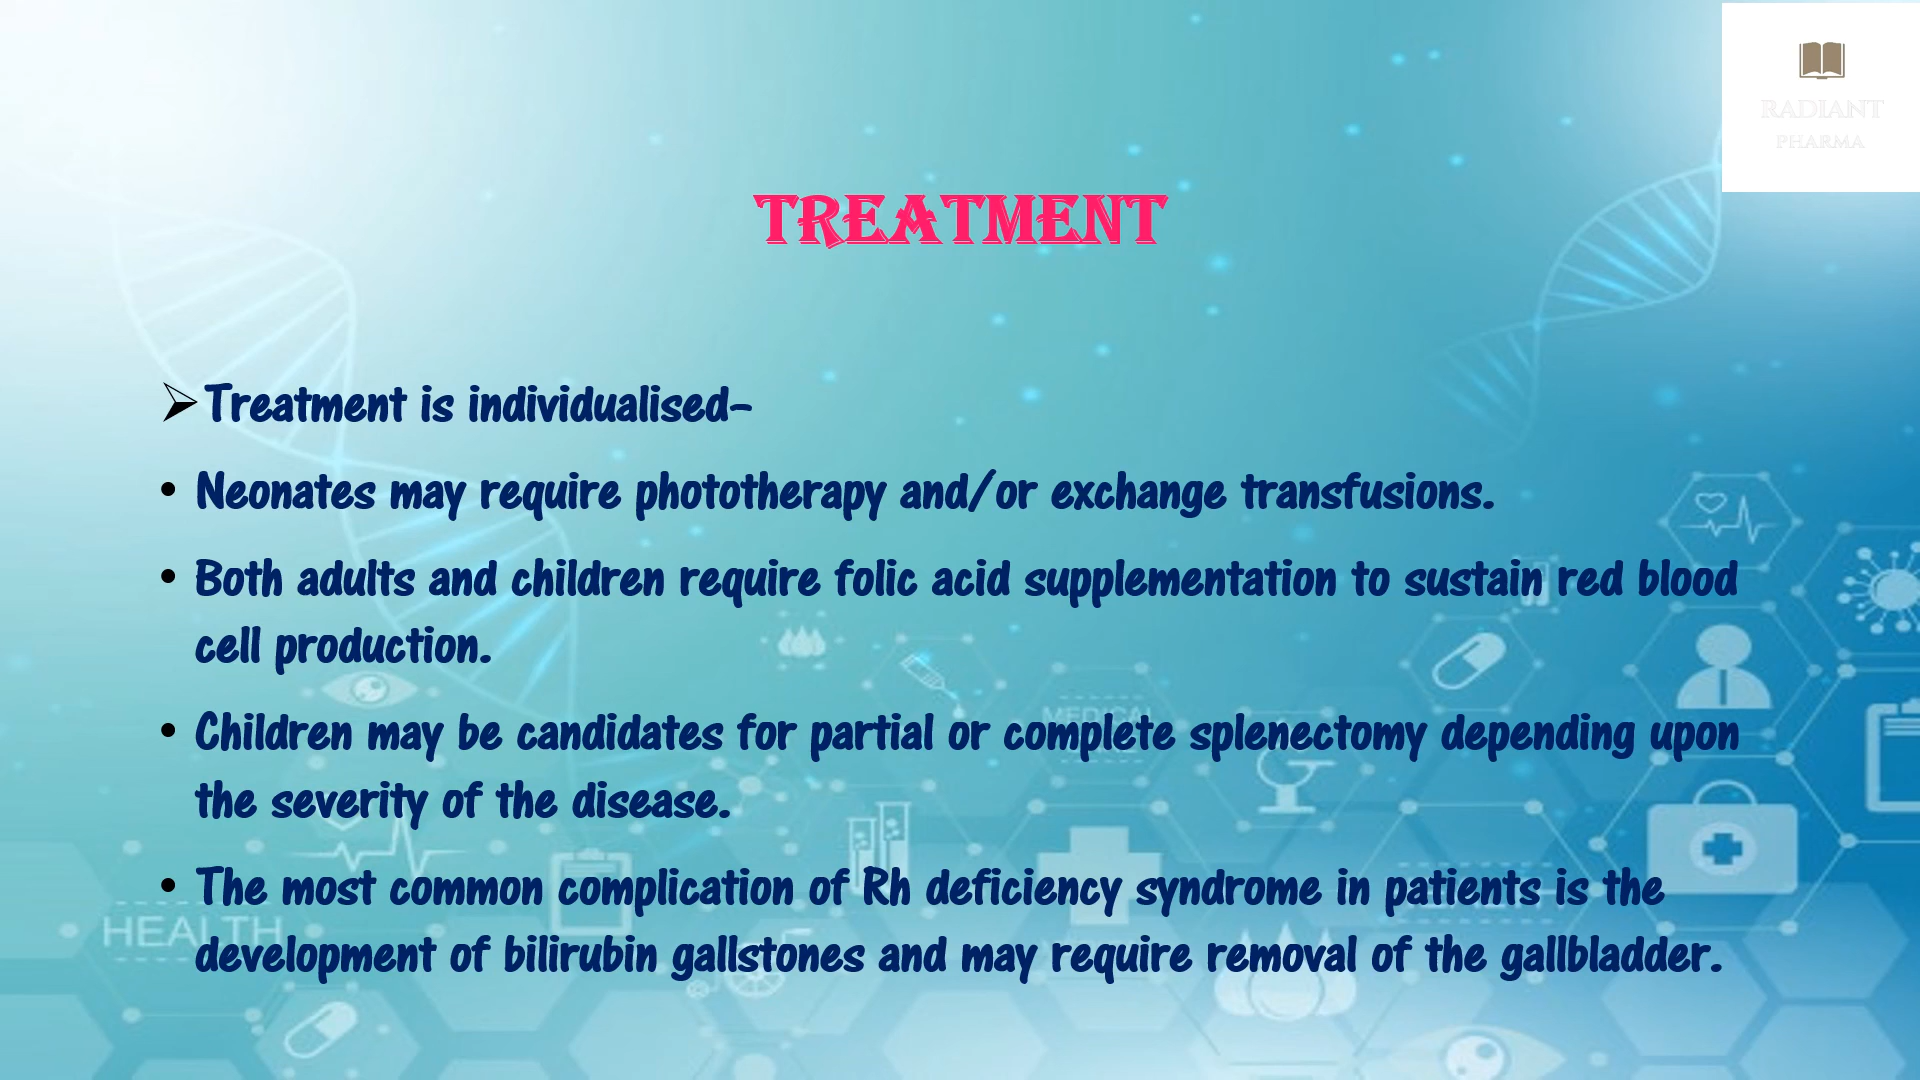 RADIANT
PHARMA
TREATMENT
➢Treatment is individualised-
• Neonates may require phototherapy and/or exchange transfusions.
• Both adults and children require folic acid supplementation to sustain red blood
cell production.
• Children may be candidates for partial or complete splenectomy depending upon
the severity of the disease.
• The most common complication of Rh deficiency syndrome in patients is the
development of bilirubin gallstones and may require removal of the gallbladder.
MEDICAL
HEALTH